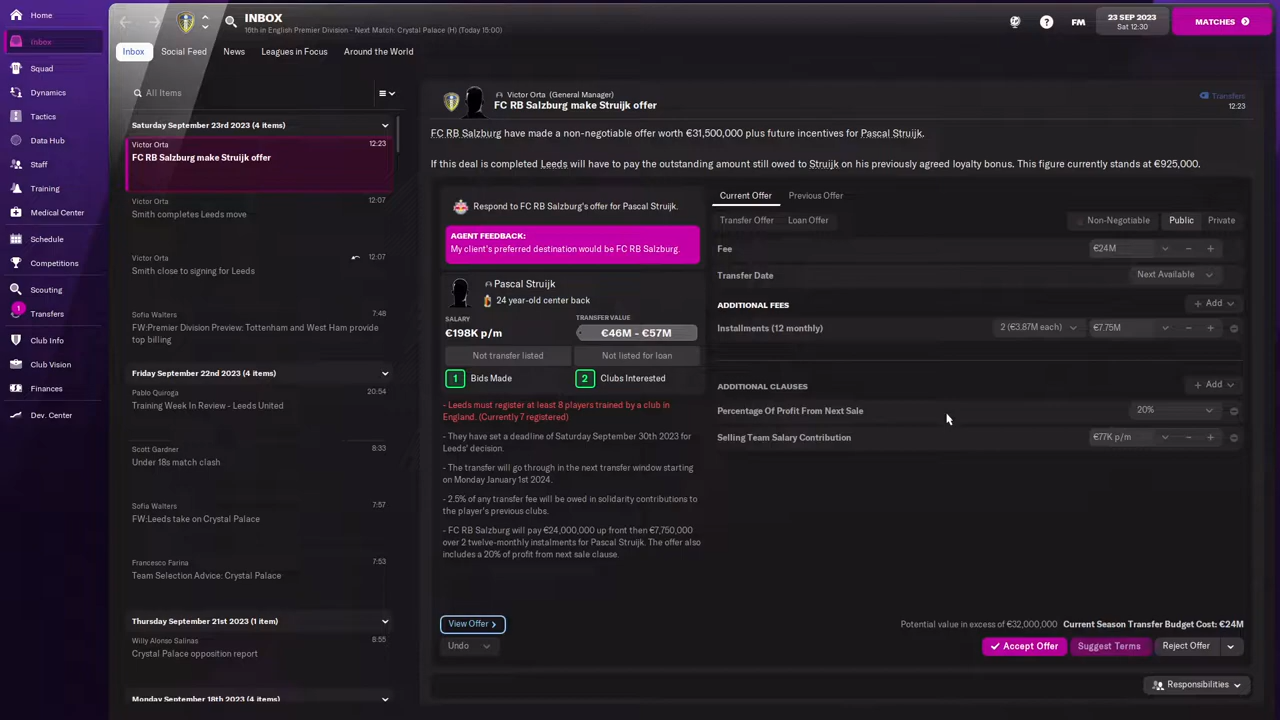 Home
Inbox
Squad
Dynamics
Tactics
Data Hub
Staff
Training
Medical Center
Schedule
Competitions
Scouting
1
Transfers
Club Info
Club Vision
Finances
Dev. Center
INBOX
16th in English Premier Division - Next Match: Crystal Palace (H) (Today 15:00)
?
FM
23 SEP 2023
Sat 12:30
MATCHES
Inbox
Social Feed
News
Leagues in Focus
Around the World
All Items
Saturday September 23rd 2023 (4 items)
Victor Orta 12:23
FC RB Salzburg make Struijk offer
Victor Orta 12:07
Smith completes Leeds move
Victor Orta 12:07
Smith close to signing for Leeds
Sofia Walters 7:48
FW:Premier Division Preview: Tottenham and West Ham provide
top billing
Friday September 22nd 2023 (4 items)
Pablo Quiroga 20:54
Training Week In Review - Leeds United
Scott Gardner 8:33
Under 18s match clash
Sofia Walters 7:57
FW:Leeds take on Crystal Palace
Francesco Farina 7:53
Team Selection Advice: Crystal Palace
Thursday September 21st 2023 (1 item)
Willy Alonso Salinas 8:55
Crystal Palace opposition report
Monday September 18th 2023 (4 items)
Victor Orta (General Manager)
FC RB Salzburg make Struijk offer
Transfers
12:23
FC RB Salzburg have made a non-negotiable offer worth €31,500,000 plus future incentives for Pascal Struijk.
If this deal is completed Leeds will have to pay the outstanding amount still owed to Struijk on his previously agreed loyalty bonus. This figure currently stands at €925,000.
Respond to FC RB Salzburg's offer for Pascal Struijk.
AGENT FEEDBACK:
My client's preferred destination would be FC RB Salzburg.
Pascal Struijk
24 year-old center back
SALARY TRANSFER VALUE
€198K p/m €46M - €57M
Not transfer listed Not listed for loan
1 Bids Made 2 Clubs Interested
- Leeds must register at least 8 players trained by a club in
England. (Currently 7 registered)
- They have set a deadline of Saturday September 30th 2023 for
Leeds' decision.
- The transfer will go through in the next transfer window starting
on Monday January 1st 2024.
- 2.5% of any transfer fee will be owed in solidarity contributions to
the player's previous clubs.
- FC RB Salzburg will pay €24,000,000 up front then €7,750,000
over 2 twelve-monthly instalments for Pascal Struijk. The offer also
includes a 20% of profit from next sale clause.
View Offer
Undo
Current Offer Previous Offer
Transfer Offer Loan Offer Non-Negotiable Public Private
Fee €24M
Transfer Date Next Available
ADDITIONAL FEES Add
Installments (12 monthly) 2 (€3.87M each) €7.75M
ADDITIONAL CLAUSES Add
Percentage Of Profit From Next Sale 20%
Selling Team Salary Contribution €77K p/m
Potential value in excess of €32,000,000 Current Season Transfer Budget Cost: €24M
Accept Offer Suggest Terms Reject Offer
Responsibilities